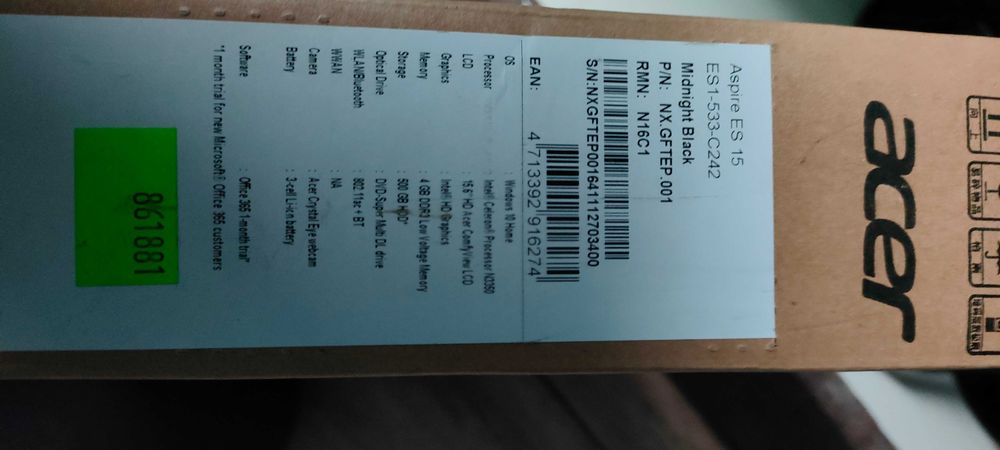 acer
Aspire ES 15
ES1-533-C242
Midnight Black
P/N: NX.GFTEP.001
RMN: N16C1
S/N:NXGFTEP001641112703400
EAN: 4 713392 916274
OS : Windows 10 Home
Processor : Intel® Celeron® Processor N3350
LCD : 15.6" HD Acer ComfyView LCD
Graphics : Intel® HD Graphics
Memory : 4 GB DDR3 Low Voltage Memory
Storage : 500 GB HDD*
Optical Drive : DVD-Super Multi DL drive
WLAN/Bluetooth : 802.11ac + BT
WWAN : NA
Camera : Acer Crystal Eye webcam
Battery : 3-cell Li-ion battery
Software : Office 365 1-month trial*
*1 month trial for new Microsoft® Office 365 customers
861881
向上